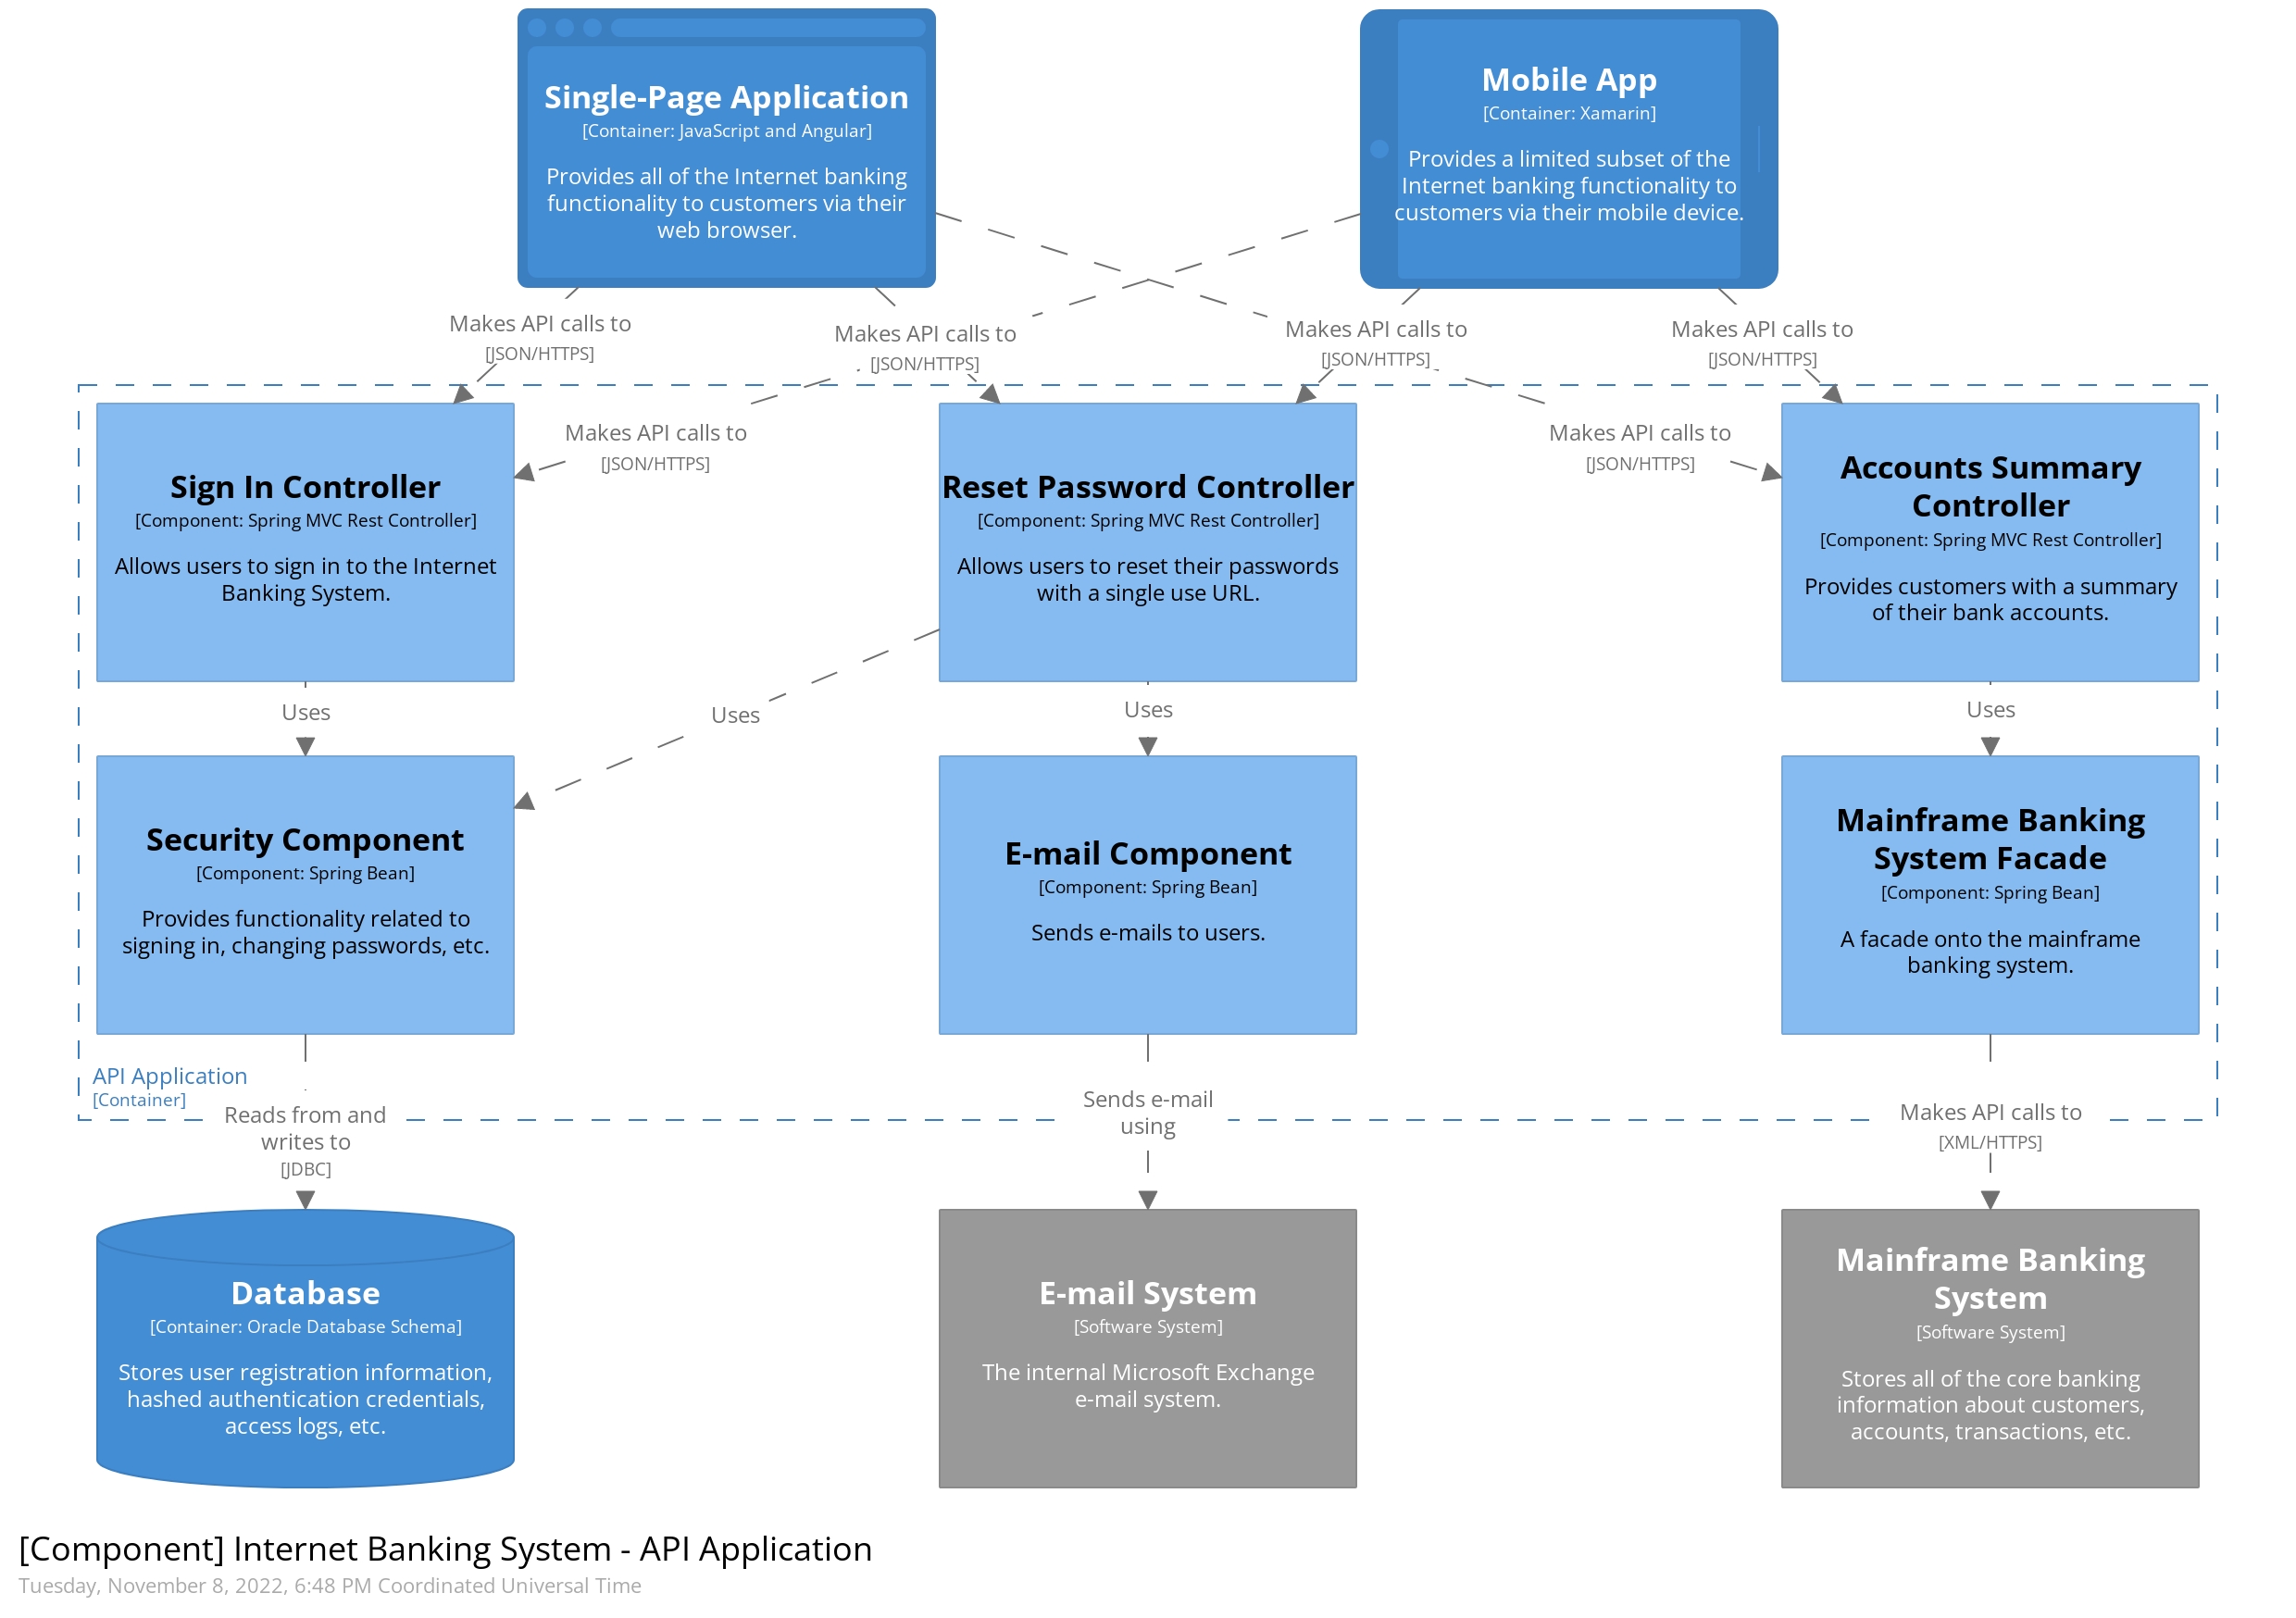 Single-Page Application
[Container: JavaScript and Angular]
Provides all of the Internet banking
functionality to customers via their
web browser.
Mobile App
[Container: Xamarin]
Provides a limited subset of the
Internet banking functionality to
customers via their mobile device.
Makes API calls to
[JSON/HTTPS]
Makes API calls to
[JSON/HTTPS]
Makes API calls to
[JSON/HTTPS]
Makes API calls to
[JSON/HTTPS]
Makes API calls to
[JSON/HTTPS]
Makes API calls to
[JSON/HTTPS]
Sign In Controller
[Component: Spring MVC Rest Controller]
Allows users to sign in to the Internet
Banking System.
Reset Password Controller
[Component: Spring MVC Rest Controller]
Allows users to reset their passwords
with a single use URL.
Accounts Summary
Controller
[Component: Spring MVC Rest Controller]
Provides customers with a summary
of their bank accounts.
Uses
Uses
Uses
Uses
Security Component
[Component: Spring Bean]
Provides functionality related to
signing in, changing passwords, etc.
E-mail Component
[Component: Spring Bean]
Sends e-mails to users.
Mainframe Banking
System Facade
[Component: Spring Bean]
A facade onto the mainframe
banking system.
API Application
[Container]
Reads from and
writes to
[JDBC]
Sends e-mail
using
Makes API calls to
[XML/HTTPS]
Database
[Container: Oracle Database Schema]
Stores user registration information,
hashed authentication credentials,
access logs, etc.
E-mail System
[Software System]
The internal Microsoft Exchange
e-mail system.
Mainframe Banking
System
[Software System]
Stores all of the core banking
information about customers,
accounts, transactions, etc.
[Component] Internet Banking System - API Application
Tuesday, November 8, 2022, 6:48 PM Coordinated Universal Time